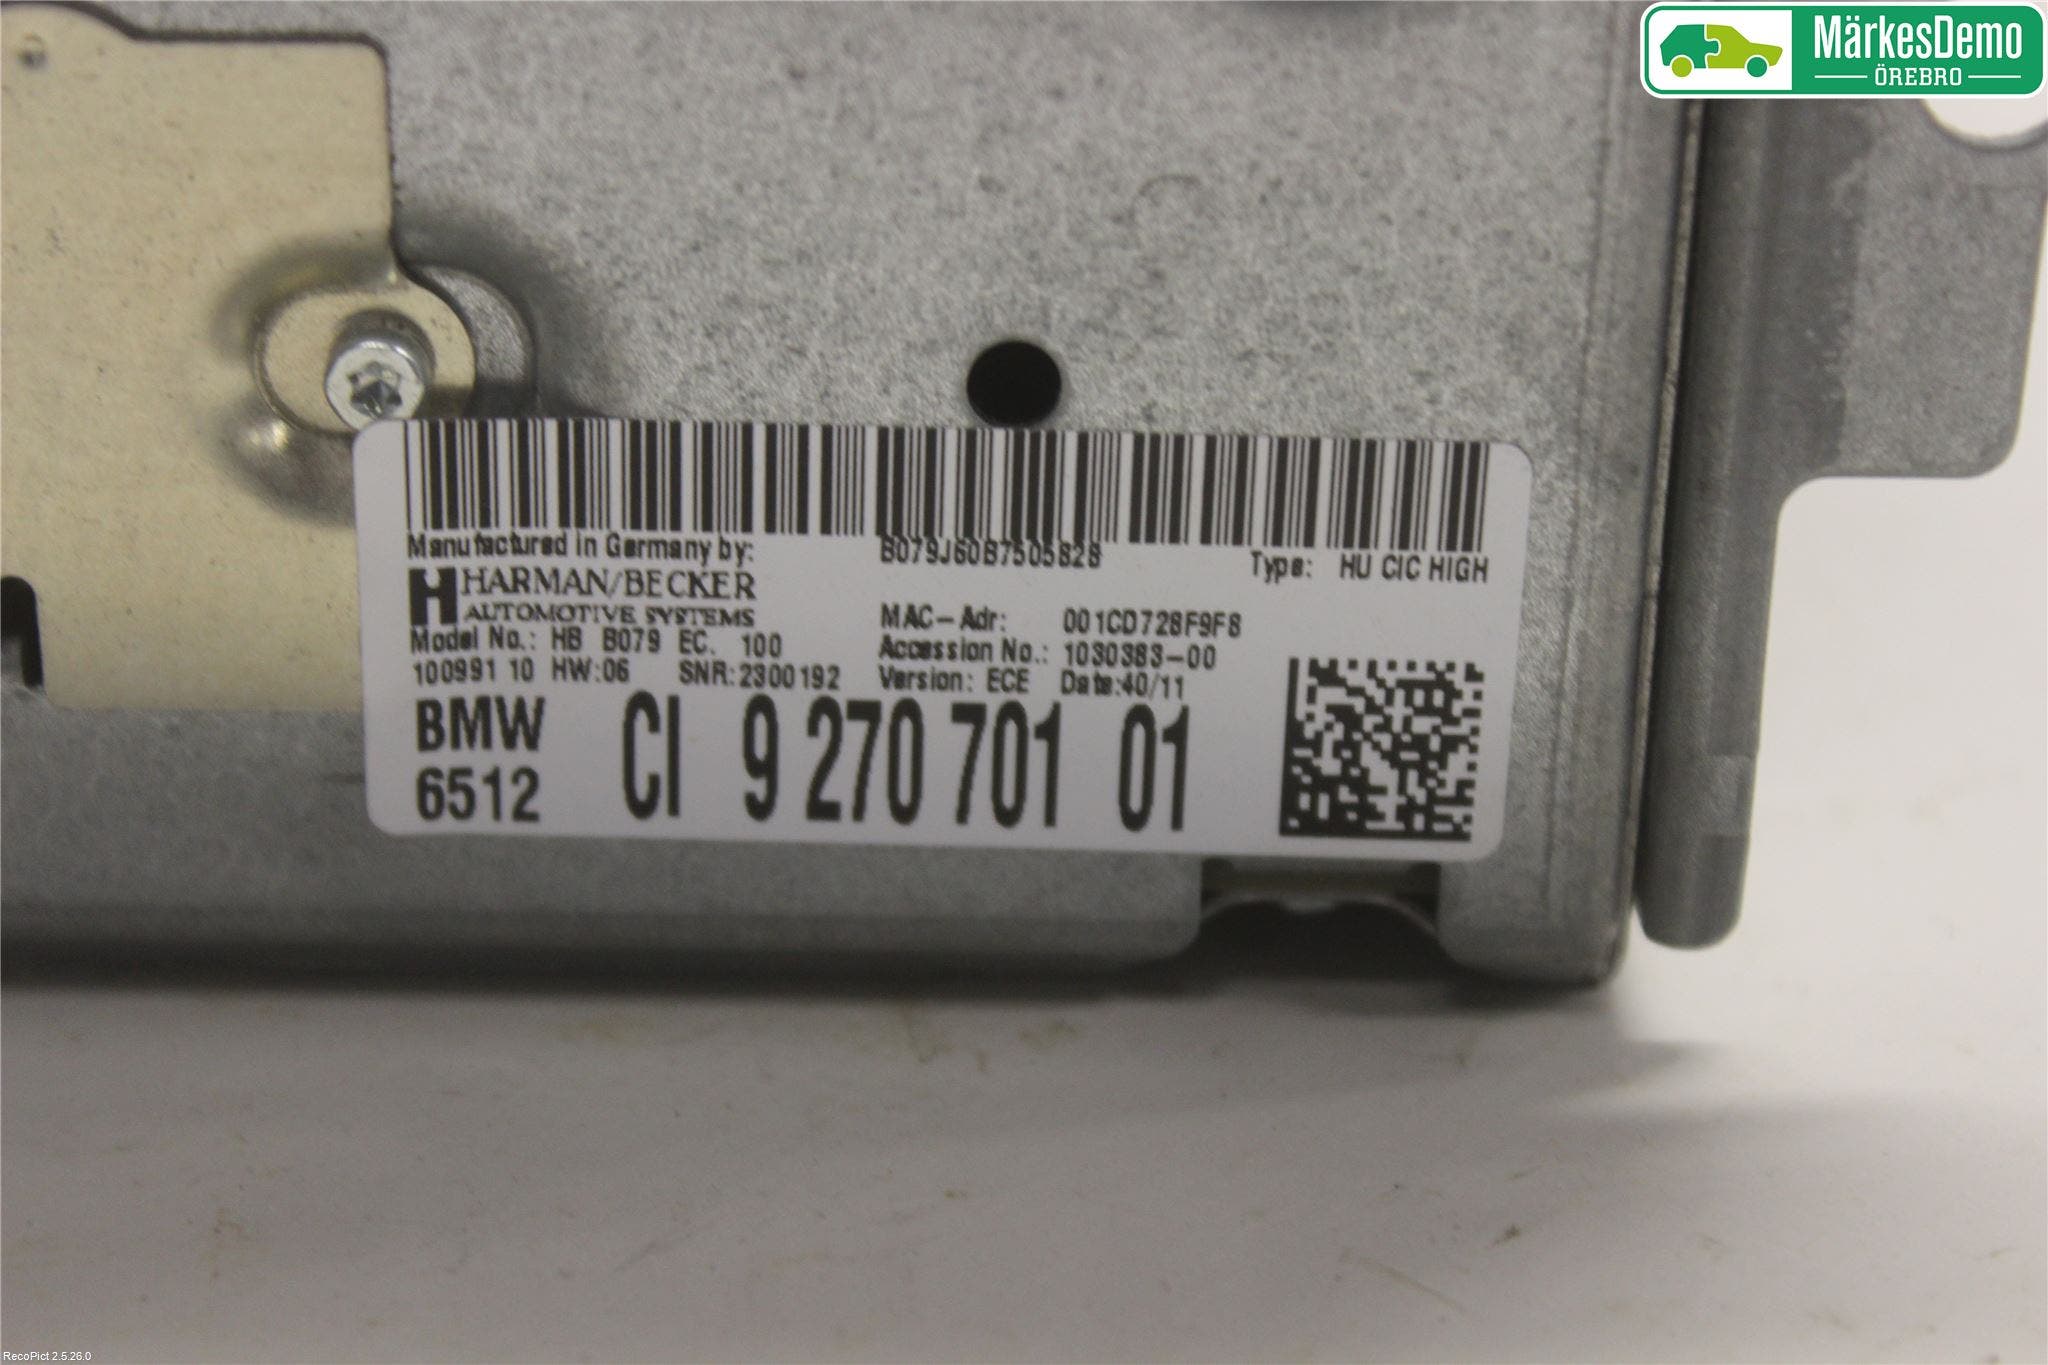 MärkesDemo
ÖREBRO
Manufactured in Germany by: B079J60B7505828 Type: HU CIC HIGH
HARMAN/BECKER
AUTOMOTIVE SYSTEMS MAC-Adr: 001CD728F9F8
Model No.: HB B079 EC. 100 Accession No.: 1030383-00
100991 10 HW:06 SNR:2300192 Version: ECE Date:40/11
BMW CI 9 270 701 01
6512
RecoPict 2.5.26.0